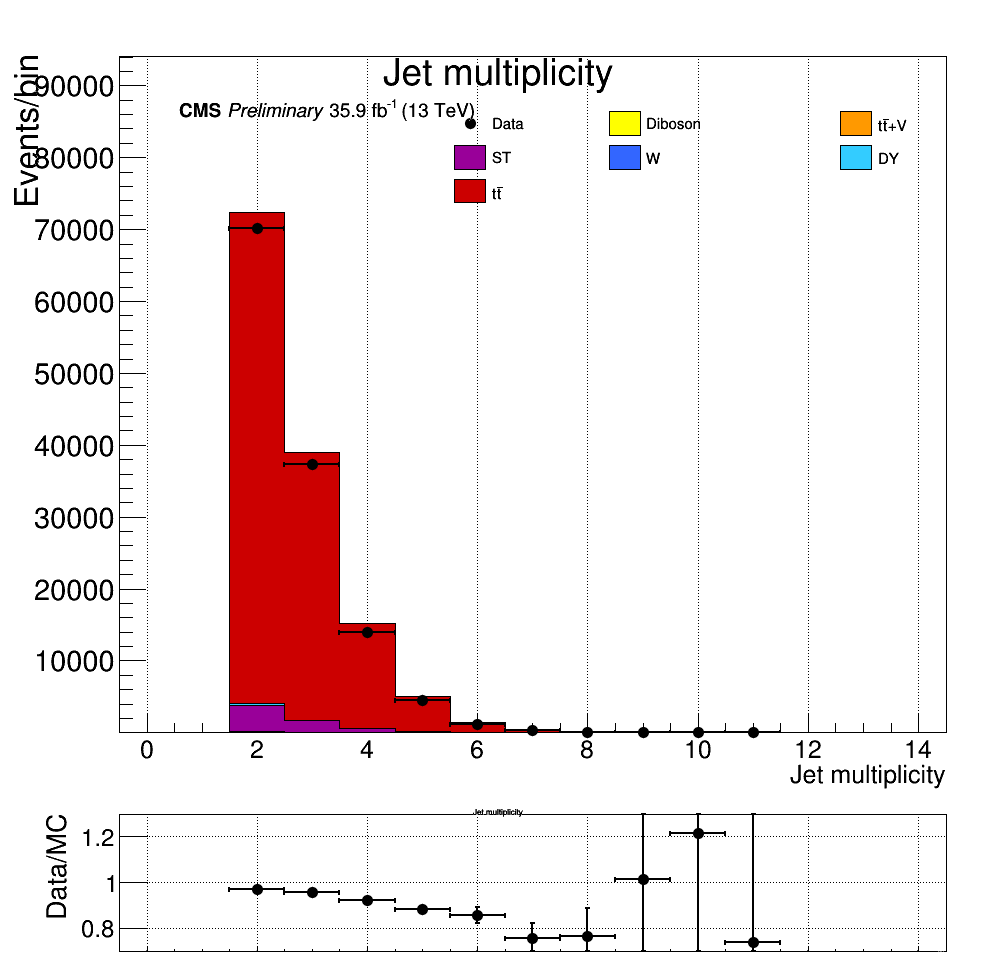 Jet multiplicity
CMS Preliminary 35.9 fb⁻¹ (13 TeV)
Events/bin
Data
Diboson
tt̄+V
ST
W
DY
tt̄
90000
80000
70000
60000
50000
40000
30000
20000
10000
0 2 4 6 8 10 12 14
Jet multiplicity
Jet multiplicity
Data/MC
1.2
1
0.8